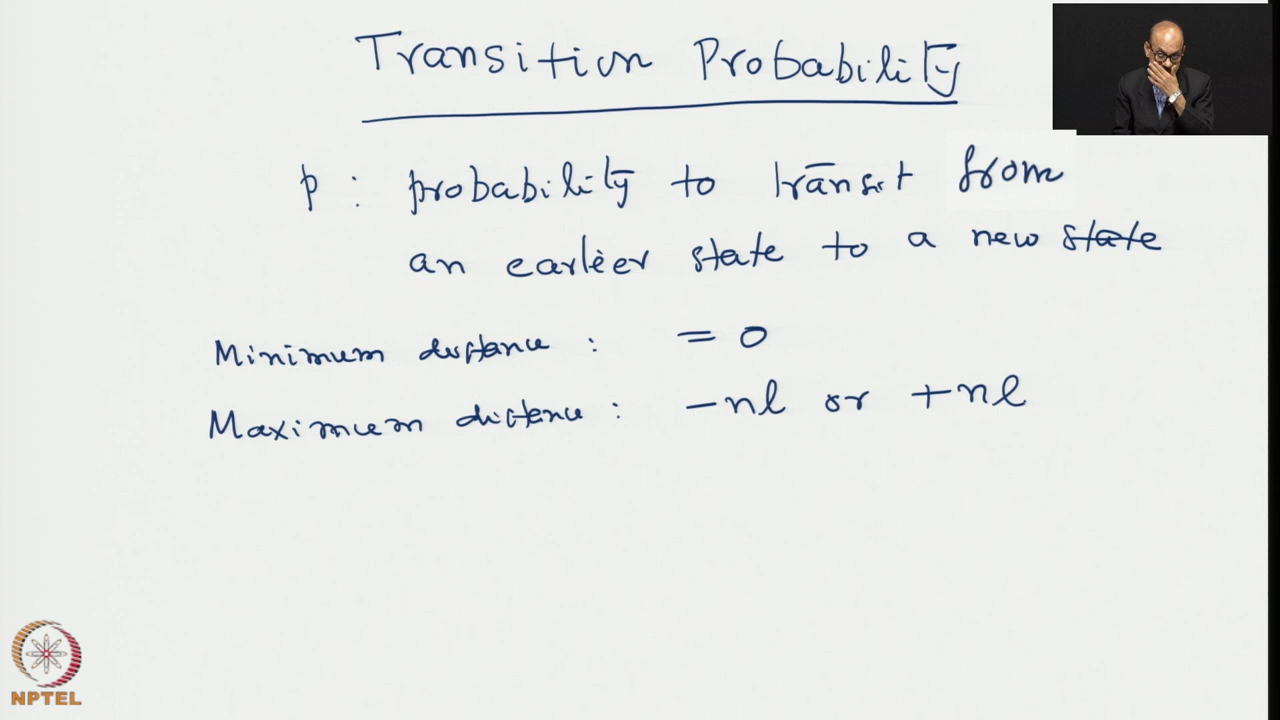 Transition Probability
p : probability to transit from
an earlier state to a new state
Minimum distance : = 0
Maximum distance : -nl or +nl
NPTEL